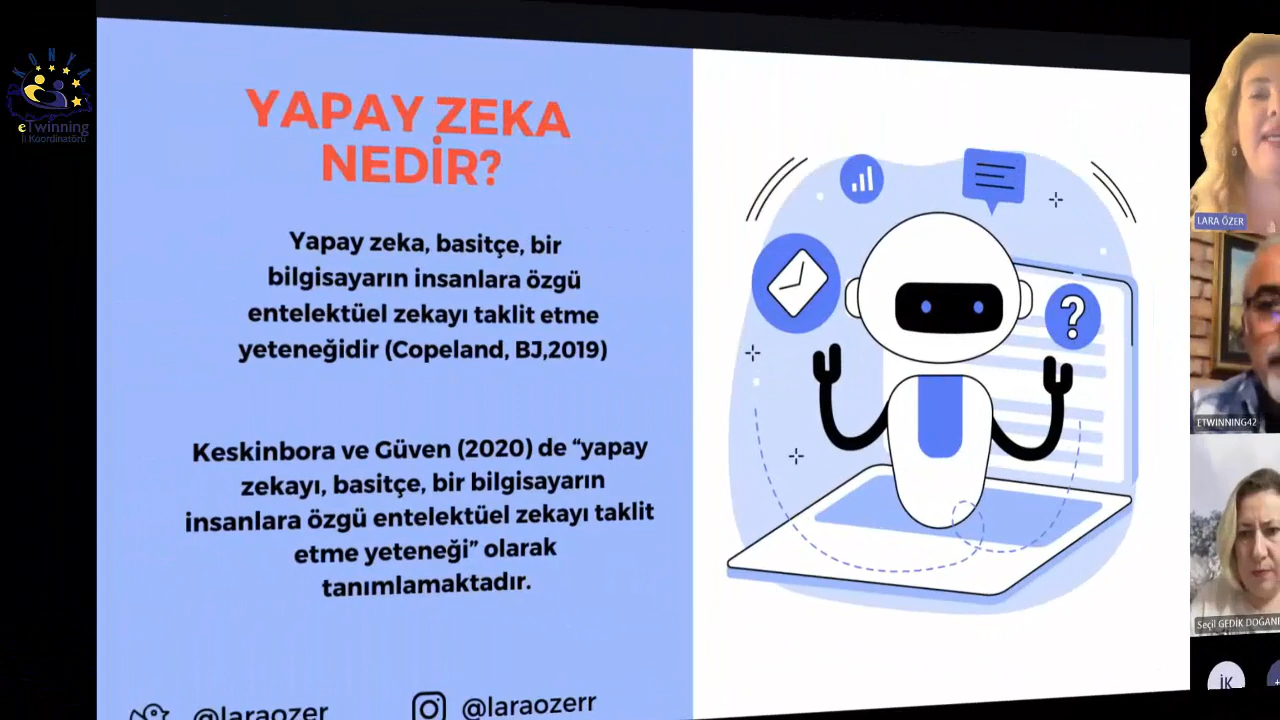 KONYA
eTwinning
İl Koordinatörü
YAPAY ZEKA
NEDİR?
Yapay zeka, basitçe, bir
bilgisayarın insanlara özgü
entelektüel zekayı taklit etme
yeteneğidir (Copeland, BJ,2019)
Keskinbora ve Güven (2020) de “yapay
zekayı, basitçe, bir bilgisayarın
insanlara özgü entelektüel zekayı taklit
etme yeteneği” olarak
tanımlamaktadır.
@laraozer
@laraozerr
?
LARA ÖZER
ETWINNING42
Seçil GEDİK
İK